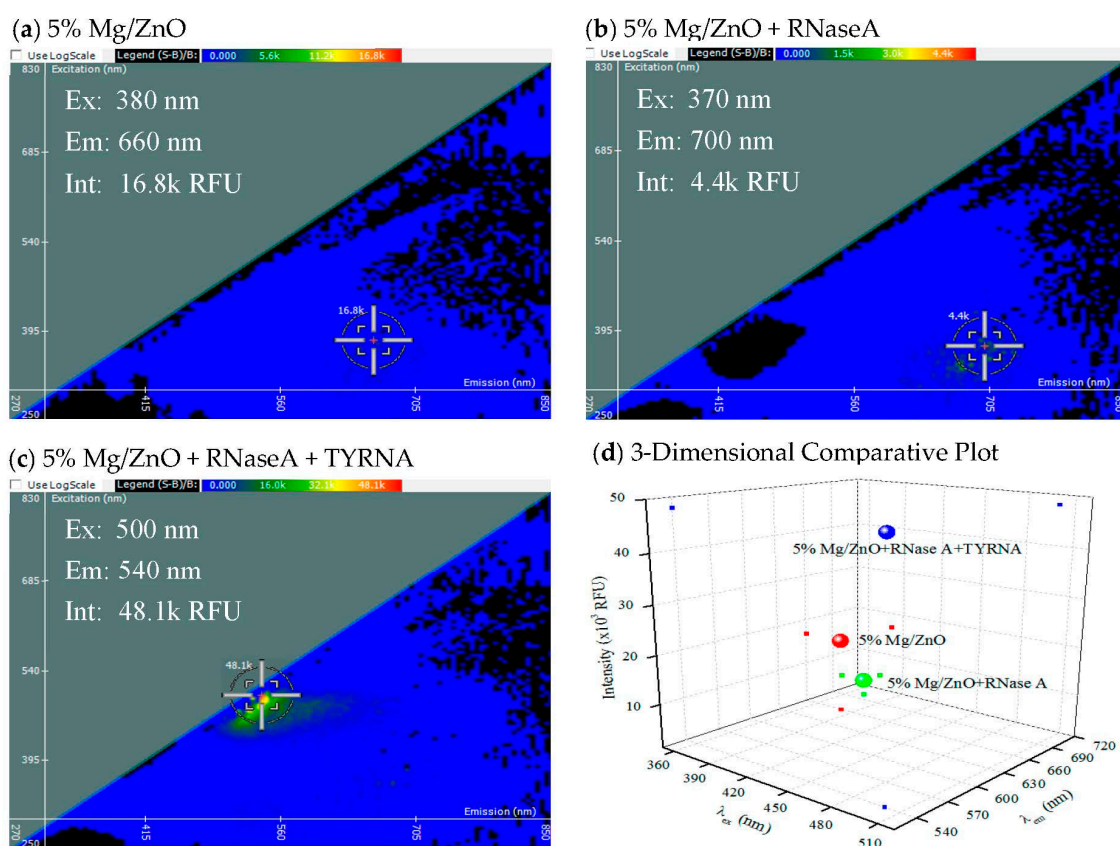 (a) 5% Mg/ZnO
Use LogScale Legend (S-B)/B: 0.000 5.6k 11.2k 16.8k
830 Excitation (nm)
Ex: 380 nm
Em: 660 nm
Int: 16.8k RFU
685
540
395
16.8k
Emission (nm)
270 415 560 705 850
250
(b) 5% Mg/ZnO + RNaseA
Use LogScale Legend (S-B)/B: 0.000 1.5k 3.0k 4.4k
830 Excitation (nm)
Ex: 370 nm
Em: 700 nm
Int: 4.4k RFU
685
540
395
4.4k
Emission (nm)
270 415 560 705 850
250
(c) 5% Mg/ZnO + RNaseA + TYRNA
Use LogScale Legend (S-B)/B: 0.000 16.0k 32.1k 48.1k
830 Excitation (nm)
Ex: 500 nm
Em: 540 nm
Int: 48.1k RFU
685
540
395
48.1k
Emission (nm)
270 415 560 705 850
250
(d) 3-Dimensional Comparative Plot
50
40
30
20
10
Intensity (x10³ RFU)
5% Mg/ZnO+RNase A+TYRNA
5% Mg/ZnO
5% Mg/ZnO+RNase A
360 390 420 450 480 510
λex (nm)
540 570 600 630 660 690 720
λem (nm)